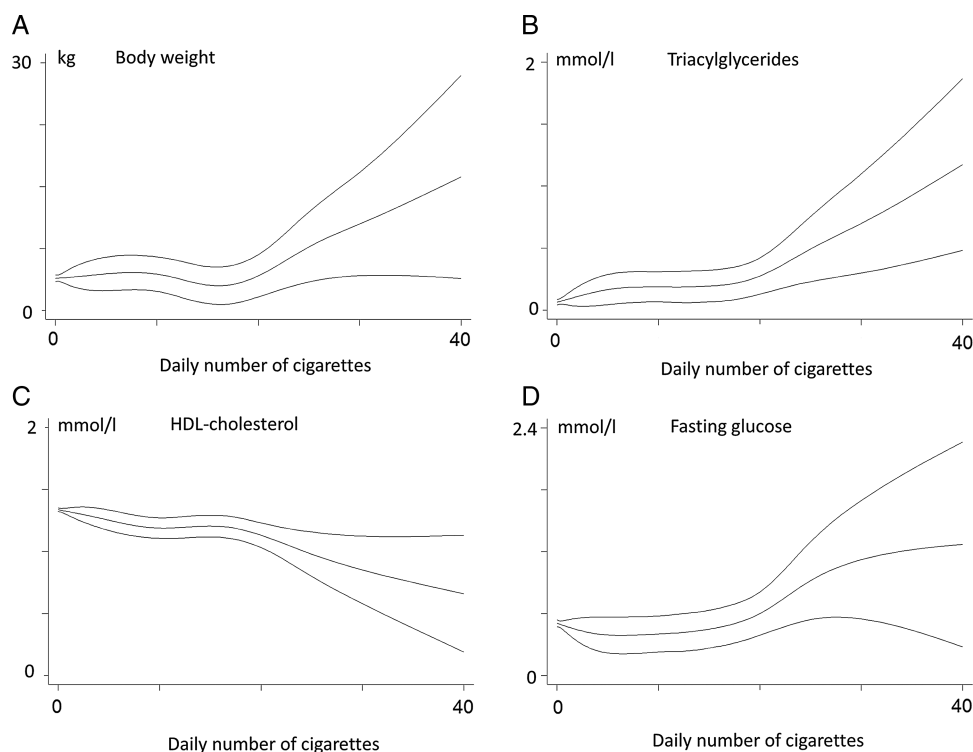 A
30
kg
Body weight
0
0
40
Daily number of cigarettes
B
2
mmol/l
Triacylglycerides
0
0
40
Daily number of cigarettes
C
2
mmol/l
HDL-cholesterol
0
0
40
Daily number of cigarettes
D
2.4
mmol/l
Fasting glucose
0
0
40
Daily number of cigarettes